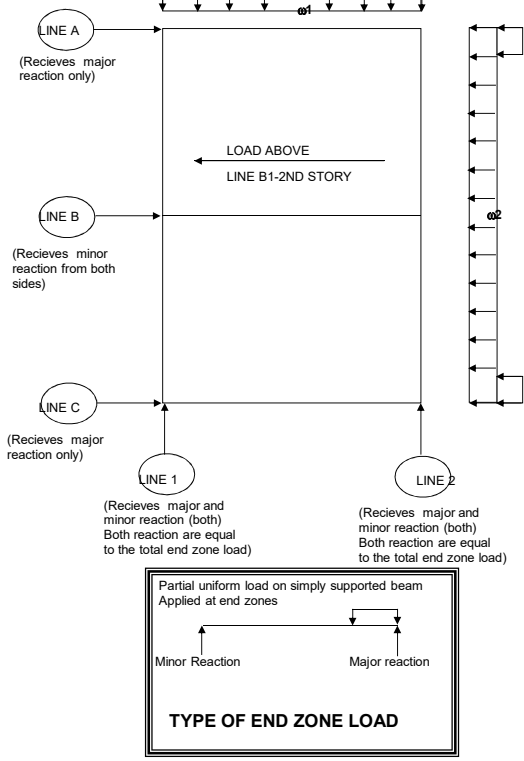 ω1
LINE A
(Recieves major
reaction only)
LOAD ABOVE
LINE B1-2ND STORY
LINE B
ω2
(Recieves minor
reaction from both
sides)
LINE C
(Recieves major
reaction only)
LINE 1
LINE 2
(Recieves major and
minor reaction (both)
Both reaction are equal
to the total end zone load)
(Recieves major and
minor reaction (both)
Both reaction are equal
to the total end zone load)
Partial uniform load on simply supported beam
Applied at end zones
Minor Reaction
Major reaction
TYPE OF END ZONE LOAD